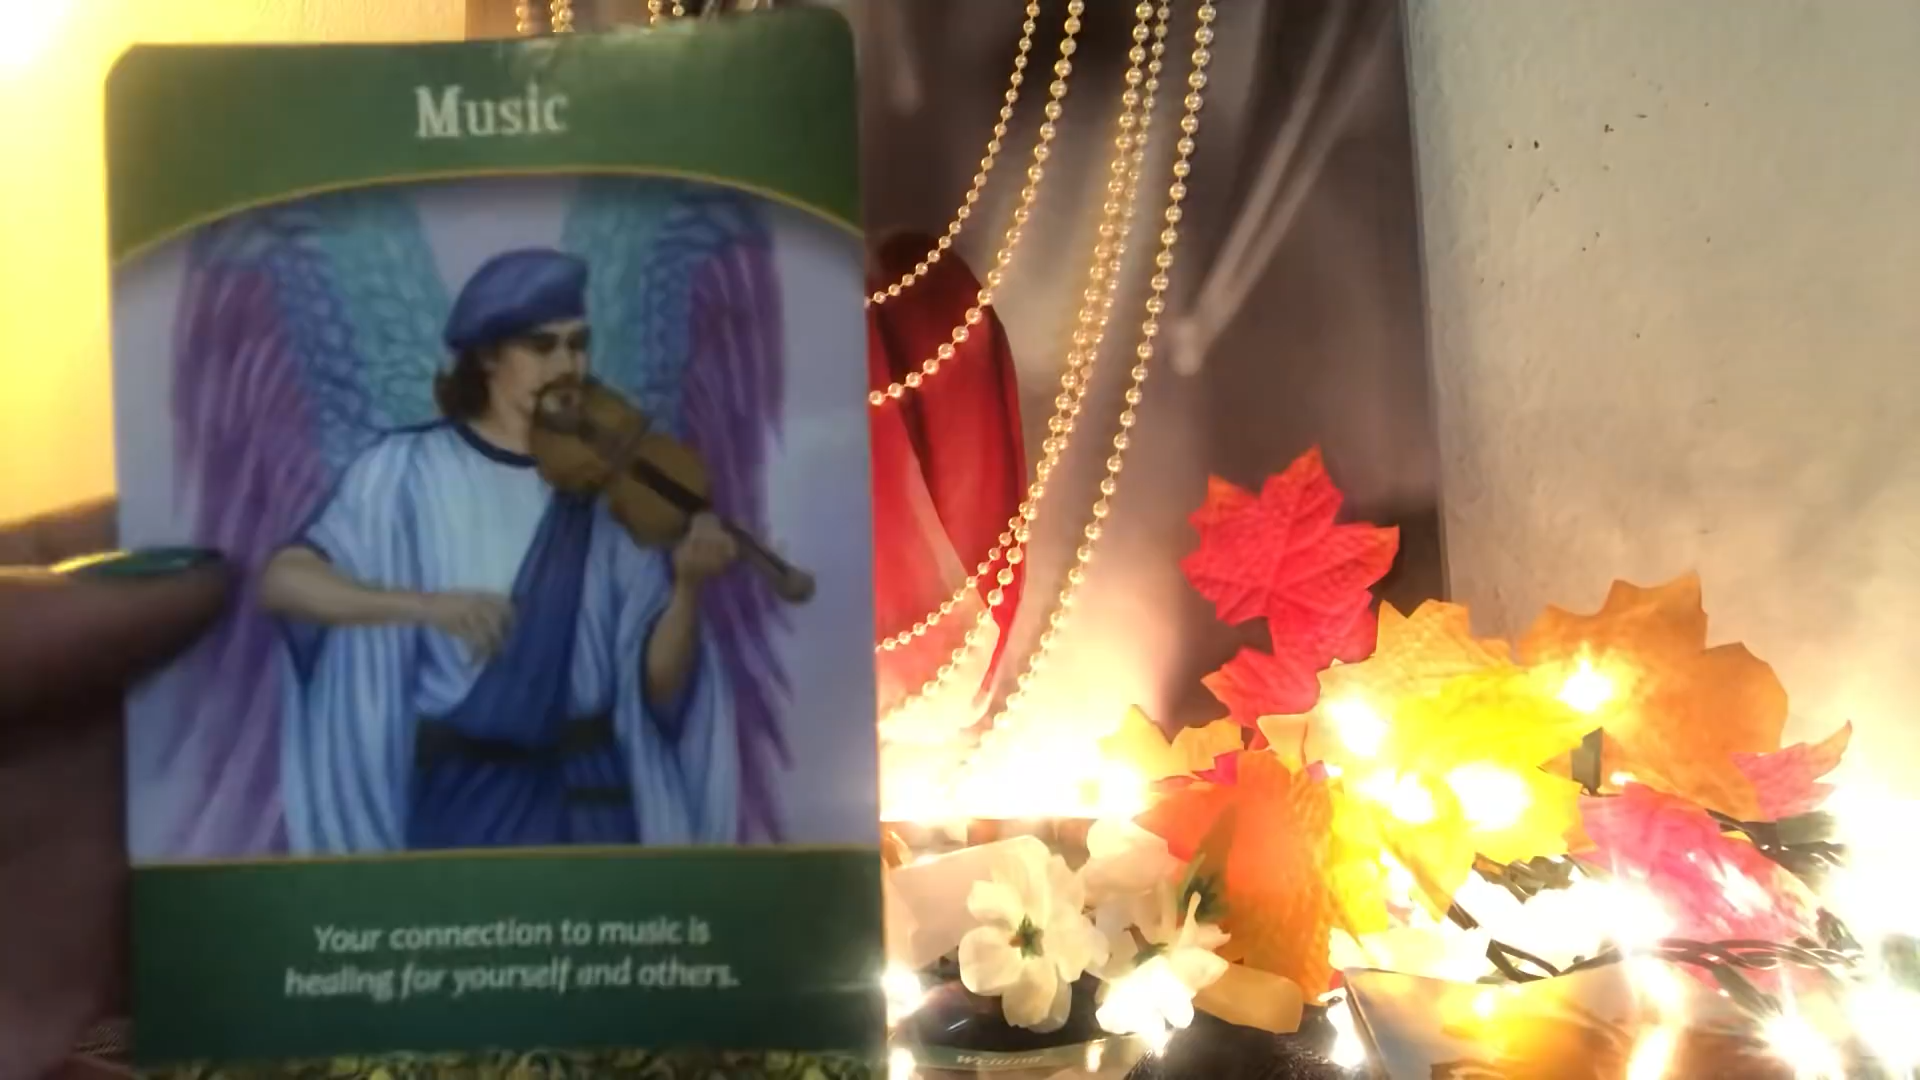 Music
Your connection to music is
healing for yourself and others.